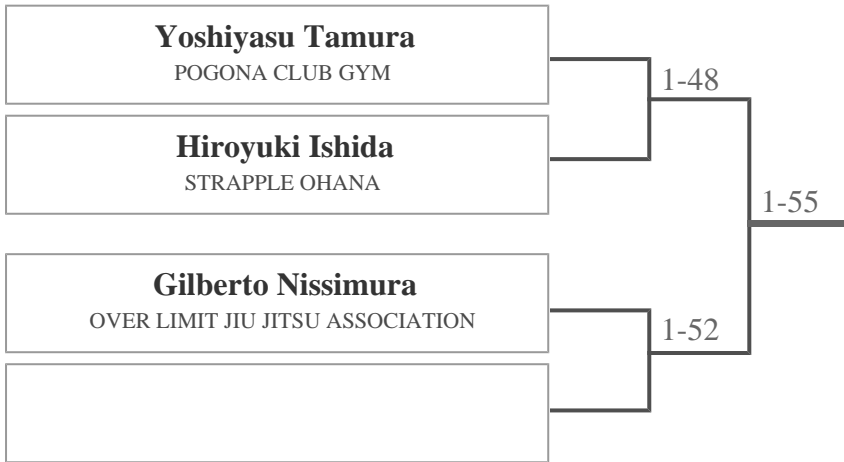 Yoshiyasu Tamura
POGONA CLUB GYM
1-48
Hiroyuki Ishida
STRAPPLE OHANA
1-55
Gilberto Nissimura
OVER LIMIT JIU JITSU ASSOCIATION
1-52